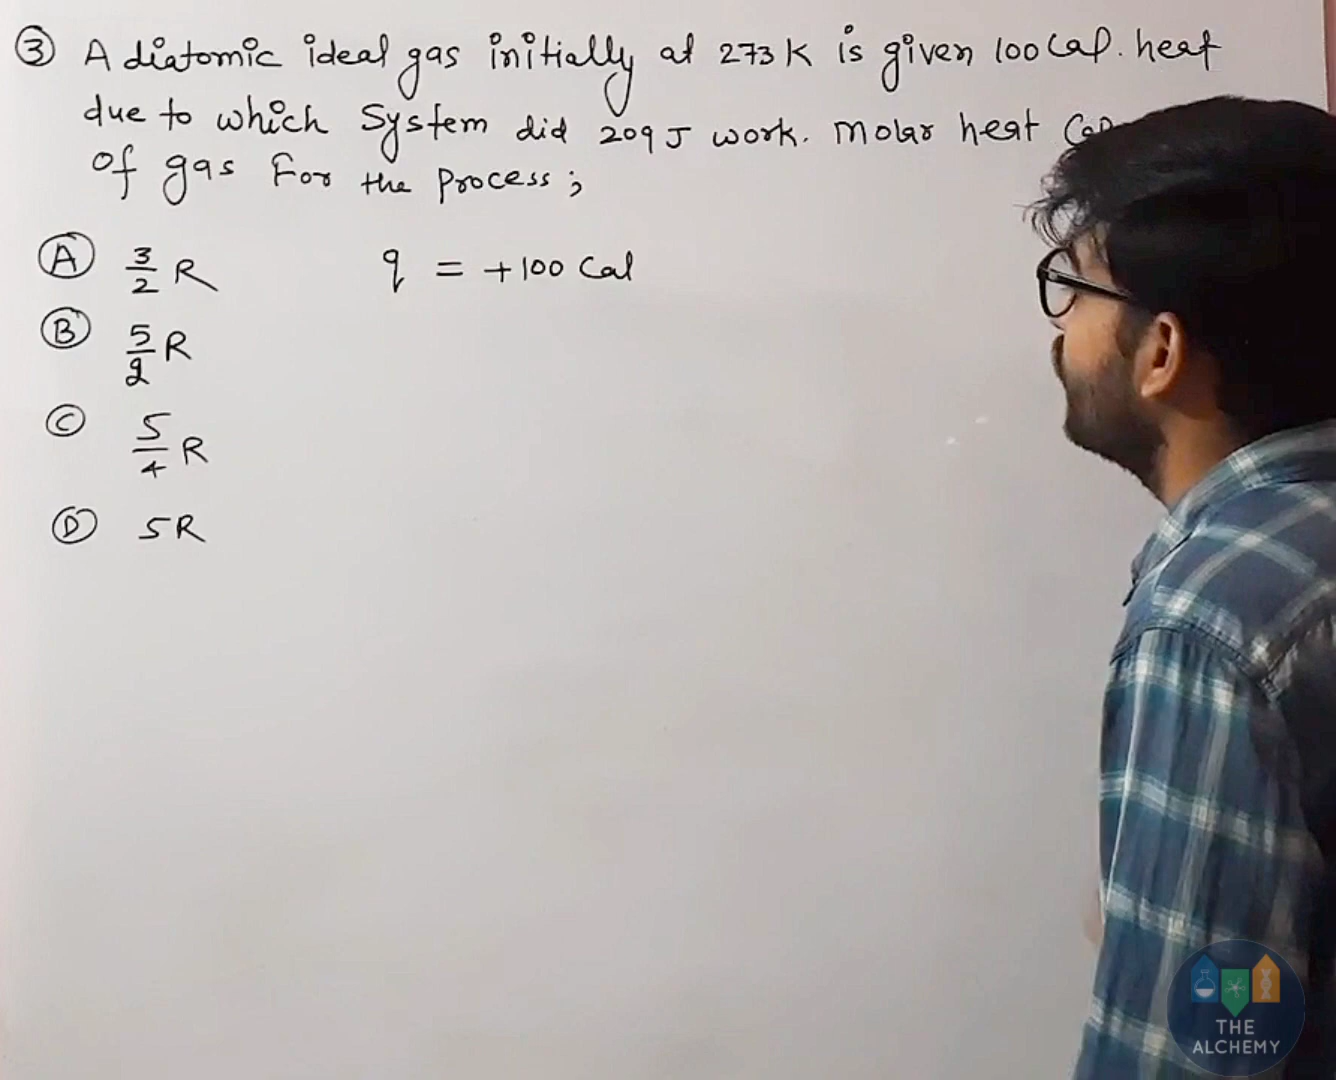 ③ A diatomic ideal gas initially at 273 K is given 100 Cal. heat
due to which System did 209 J work. Molar heat
of gas For the Process ;
Ⓐ 3/2 R
q = +100 Cal
Ⓑ 5/2 R
Ⓒ 5/4 R
Ⓓ 5R
THE
ALCHEMY